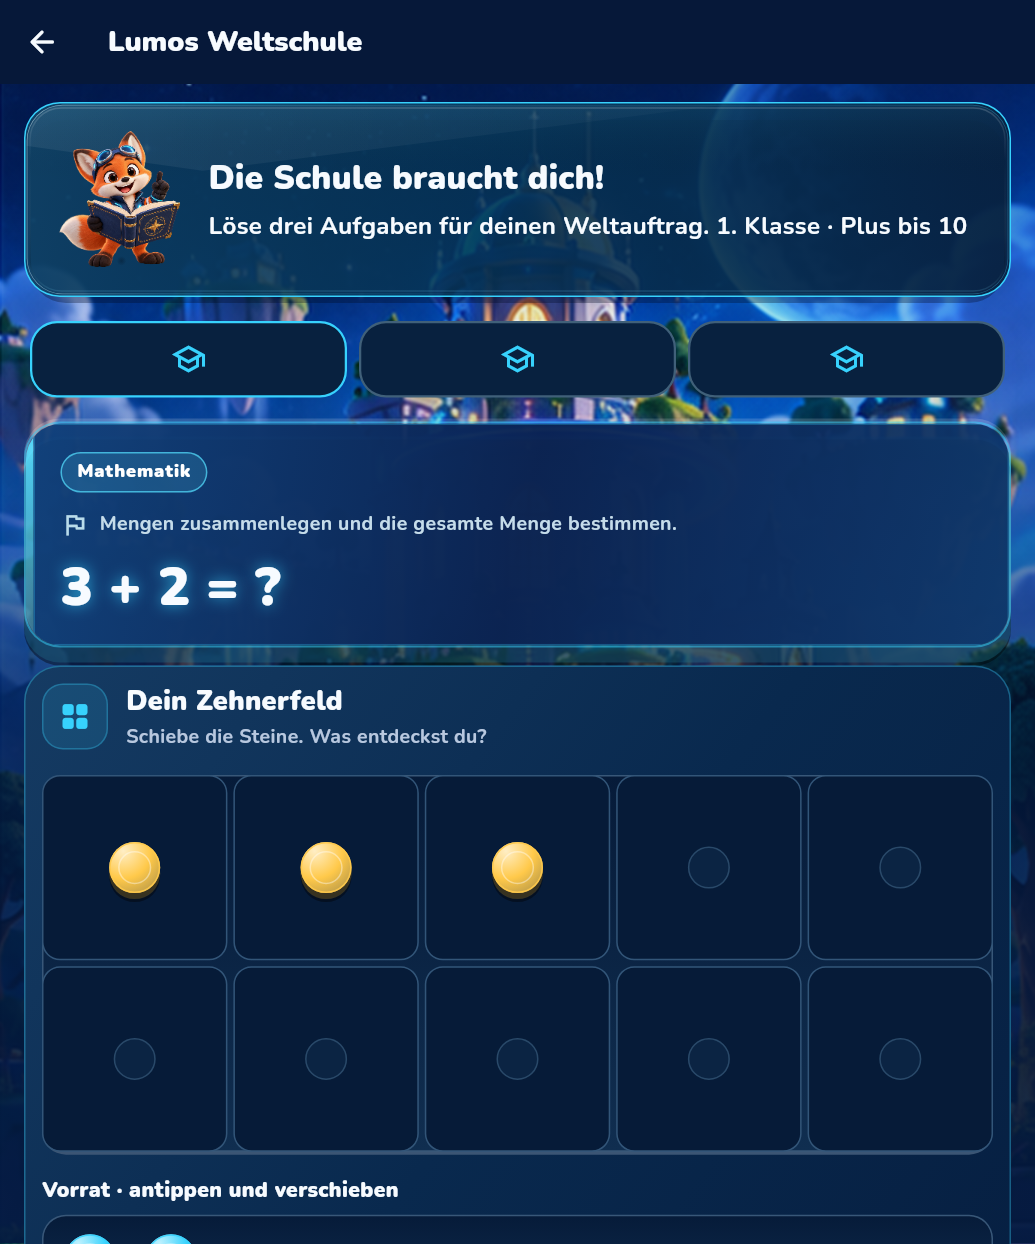 Lumos Weltschule
Die Schule braucht dich!
Löse drei Aufgaben für deinen Weltauftrag. 1. Klasse · Plus bis 10
Mathematik
Mengen zusammenlegen und die gesamte Menge bestimmen.
3 + 2 = ?
Dein Zehnerfeld
Schiebe die Steine. Was entdeckst du?
Vorrat · antippen und verschieben